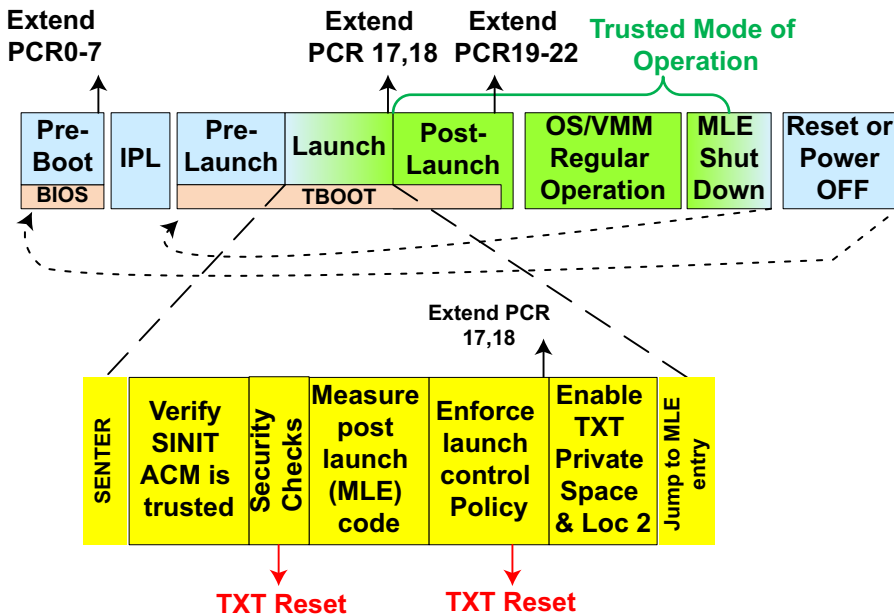 Extend
PCR0-7
Extend
PCR 17,18
Extend
PCR19-22
Trusted Mode of
Operation
Pre-
Boot
BIOS
IPL
Pre-
Launch
Launch
Post-
Launch
TBOOT
OS/VMM
Regular
Operation
MLE
Shut
Down
Reset or
Power
OFF
Extend PCR
17,18
SENTER
Verify
SINIT
ACM is
trusted
Security
Checks
Measure
post
launch
(MLE)
code
Enforce
launch
control
Policy
Enable
TXT
Private
Space
& Loc 2
Jump to MLE
entry
TXT Reset
TXT Reset